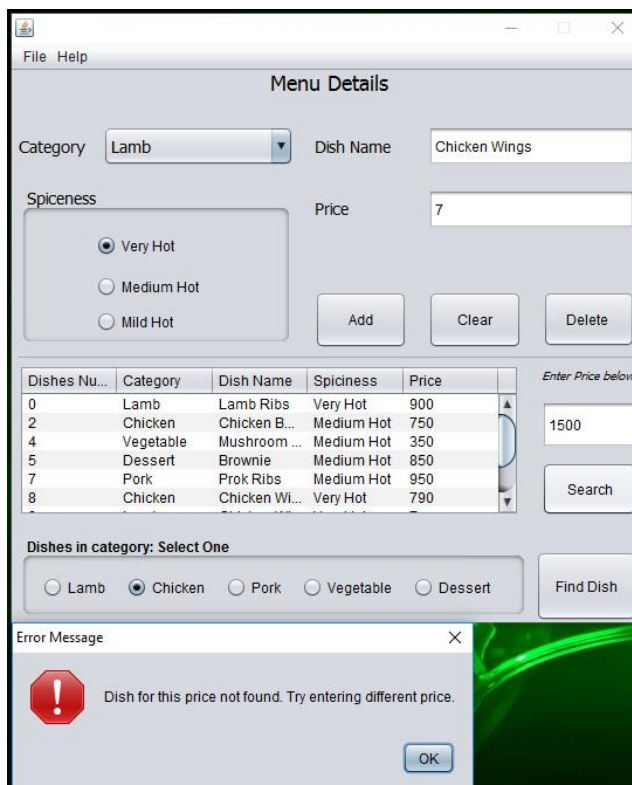 File Help
Menu Details
Category Lamb Dish Name Chicken Wings
Spiceness Price 7
Very Hot
Medium Hot
Mild Hot
Add Clear Delete
Dishes Nu... Category Dish Name Spiciness Price
Enter Price below
0 Lamb Lamb Ribs Very Hot 900
2 Chicken Chicken B... Medium Hot 750
4 Vegetable Mushroom ... Medium Hot 350
5 Dessert Brownie Medium Hot 850
7 Pork Prok Ribs Medium Hot 950
8 Chicken Chicken Wi... Very Hot 790
1500
Search
Dishes in category: Select One
Lamb Chicken Pork Vegetable Dessert
Find Dish
Error Message
Dish for this price not found. Try entering different price.
OK